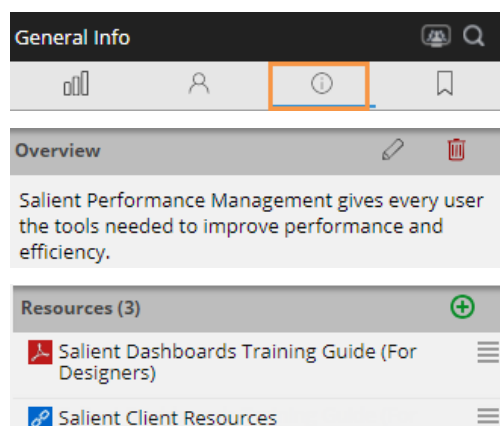 General Info
Overview
Salient Performance Management gives every user
the tools needed to improve performance and
efficiency.
Resources (3)
Salient Dashboards Training Guide (For
Designers)
Salient Client Resources